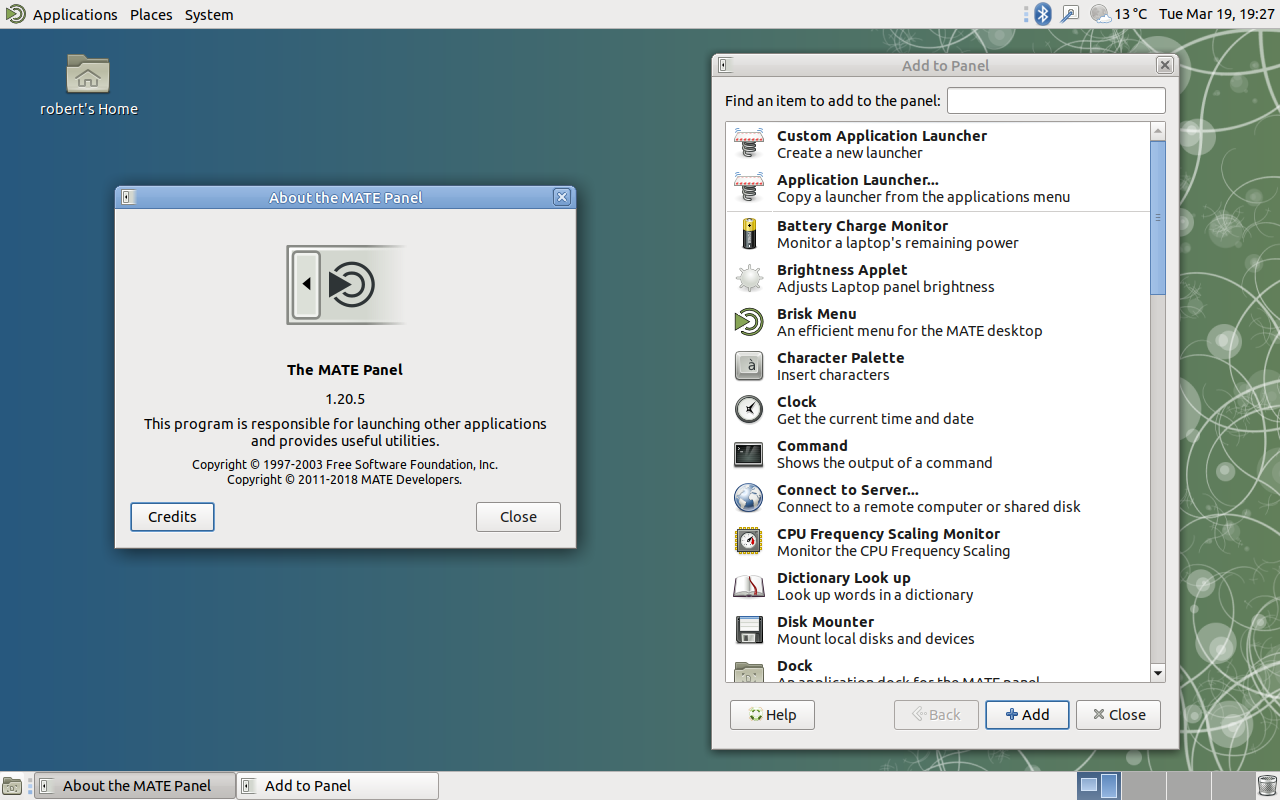 Applications Places System
13 °C Tue Mar 19, 19:27
robert's Home
About the MATE Panel
The MATE Panel
1.20.5
This program is responsible for launching other applications
and provides useful utilities.
Copyright © 1997-2003 Free Software Foundation, Inc.
Copyright © 2011-2018 MATE Developers.
Credits
Close
Add to Panel
Find an item to add to the panel:
Custom Application Launcher
Create a new launcher
Application Launcher...
Copy a launcher from the applications menu
Battery Charge Monitor
Monitor a laptop's remaining power
Brightness Applet
Adjusts Laptop panel brightness
Brisk Menu
An efficient menu for the MATE desktop
à
Character Palette
Insert characters
Clock
Get the current time and date
Command
Shows the output of a command
Connect to Server...
Connect to a remote computer or shared disk
CPU Frequency Scaling Monitor
Monitor the CPU Frequency Scaling
Dictionary Look up
Look up words in a dictionary
Disk Mounter
Mount local disks and devices
Dock
An application dock for the MATE panel
Help
Back
Add
Close
About the MATE Panel
Add to Panel